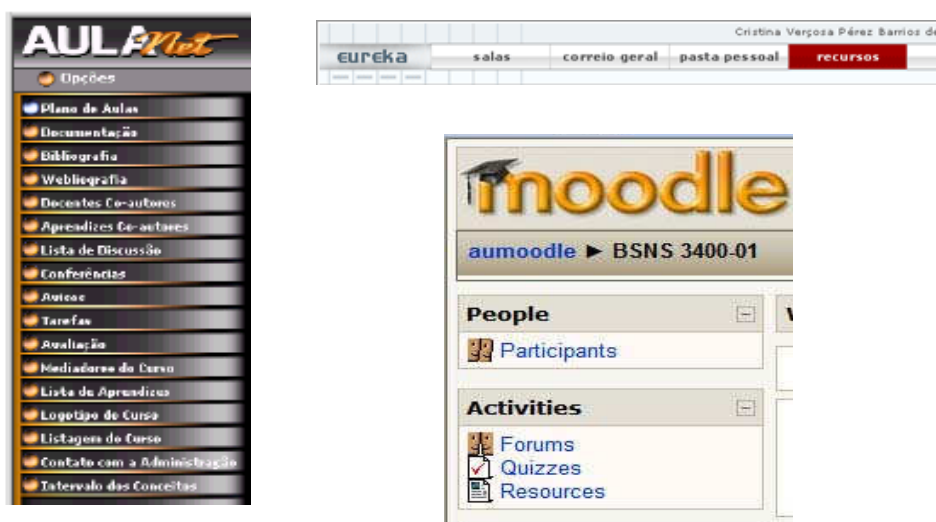 AULANet
Opções
Plano de Aulas
Documentação
Bibliografia
Webliografia
Docentes Co-autores
Aprendizes Co-autores
Lista de Discussão
Conferências
Avisos
Tarefas
Avaliação
Mediadores do Curso
Lista de Aprendizes
Logotipo do Curso
Listagem do Curso
Contato com a Administração
Intervalo dos Conceitos
Cristina Verçosa Pérez Barrios de
eureka salas correio geral pasta pessoal recursos
moodle
aumoodle ► BSNS 3400-01
People
Participants
Activities
Forums
Quizzes
Resources